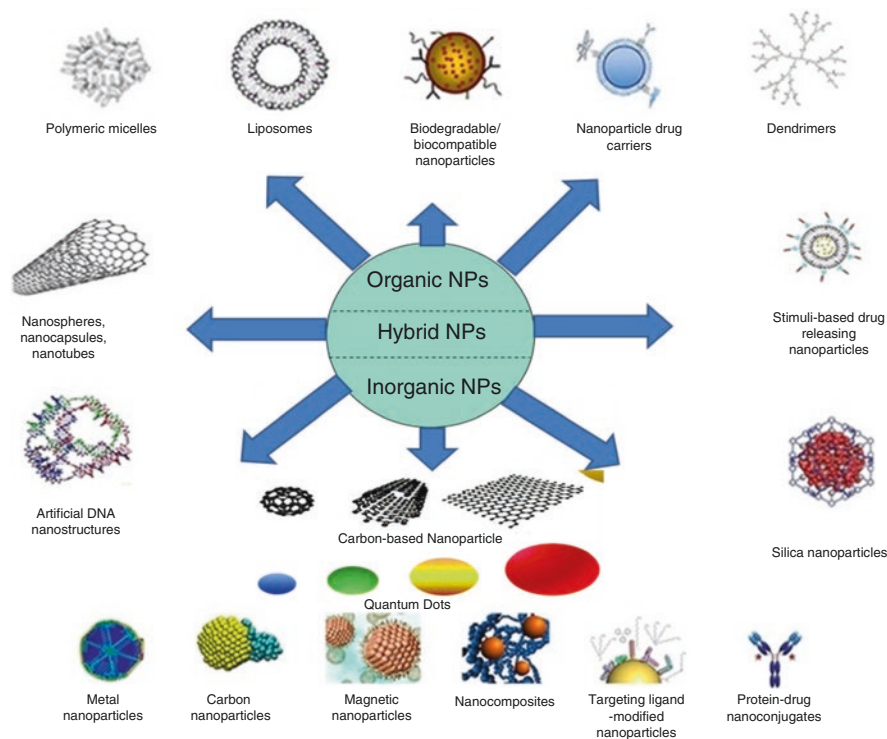 Polymeric micelles
Liposomes
Biodegradable/
biocompatible
nanoparticles
Nanoparticle drug
carriers
Dendrimers
Organic NPs
Hybrid NPs
Inorganic NPs
Nanospheres,
nanocapsules,
nanotubes
Stimuli-based drug
releasing
nanoparticles
Artificial DNA
nanostructures
Carbon-based Nanoparticle
Silica nanoparticles
Quantum Dots
Metal
nanoparticles
Carbon
nanoparticles
Magnetic
nanoparticles
Nanocomposites
Targeting ligand
-modified
nanoparticles
Protein-drug
nanoconjugates